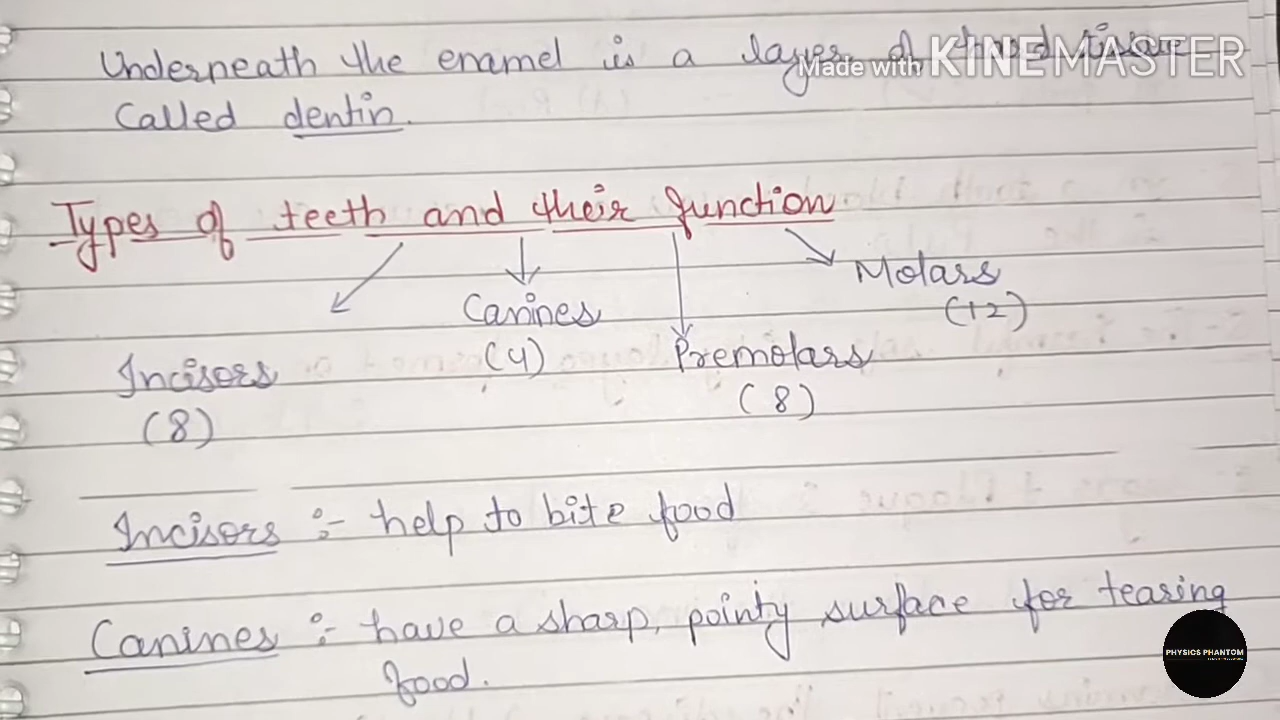 Underneath the enamel is a layer of hard tissue
Made with KINEMASTER
Called dentin.
Types of teeth and their function
Incisors
(8)
Canines
(4)
Premolars
(8)
Molars
(12)
Incisors :- help to bite food
Canines :- have a sharp, pointy surface for tearing
food.
PHYSICS PHANTOM